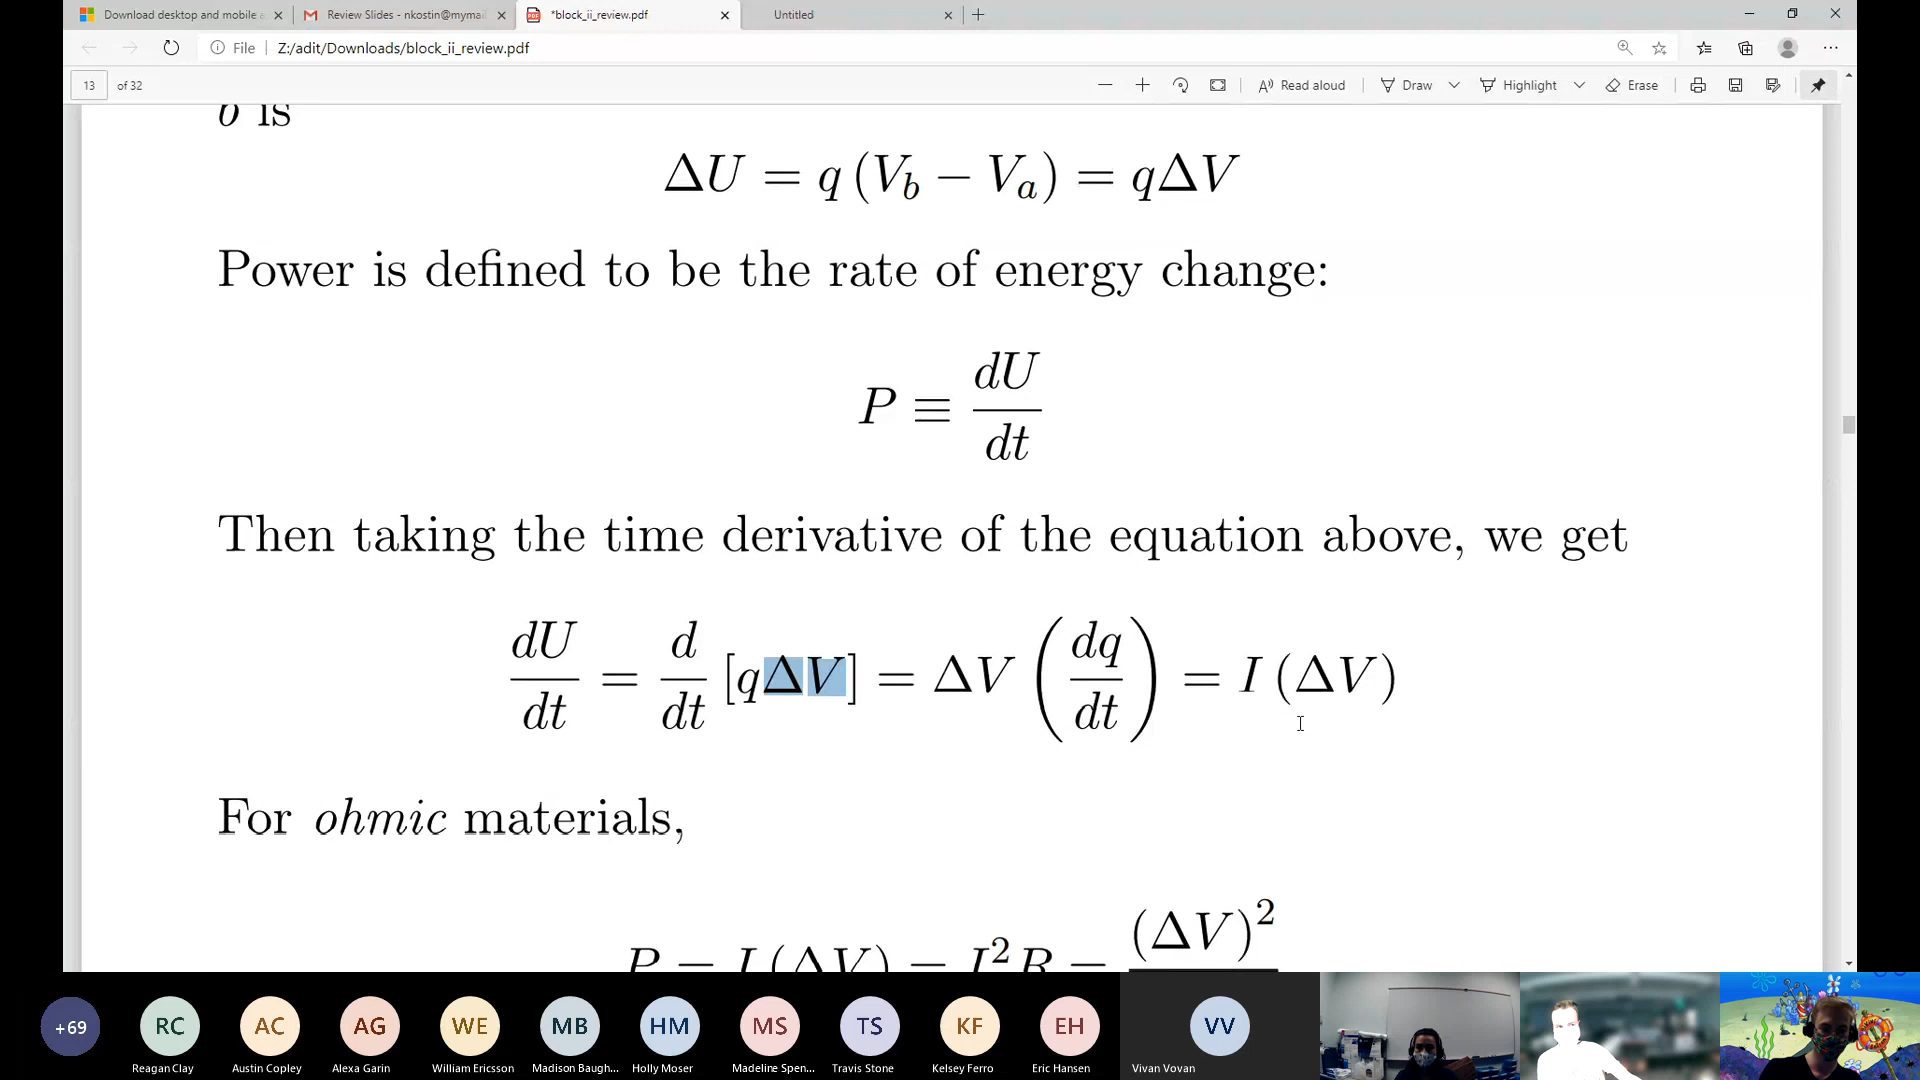 Download desktop and mobile a
Review Slides - nkostin@mymai
*block_ii_review.pdf
Untitled
File
Z:/adit/Downloads/block_ii_review.pdf
13 of 32
Read aloud
Draw
Highlight
Erase
b is
ΔU = q (V_b − V_a) = qΔV
Power is defined to be the rate of energy change:
P ≡ dU/dt
Then taking the time derivative of the equation above, we get
dU/dt = d/dt [qΔV] = ΔV (dq/dt) = I (ΔV)
For ohmic materials,
P = I (ΔV) = I² R = (ΔV)²
+69
RC
AC
AG
WE
MB
HM
MS
TS
KF
EH
VV
Reagan Clay
Austin Copley
Alexa Garin
William Ericsson
Madison Baugh...
Holly Moser
Madeline Spen...
Travis Stone
Kelsey Ferro
Eric Hansen
Vivan Vovan